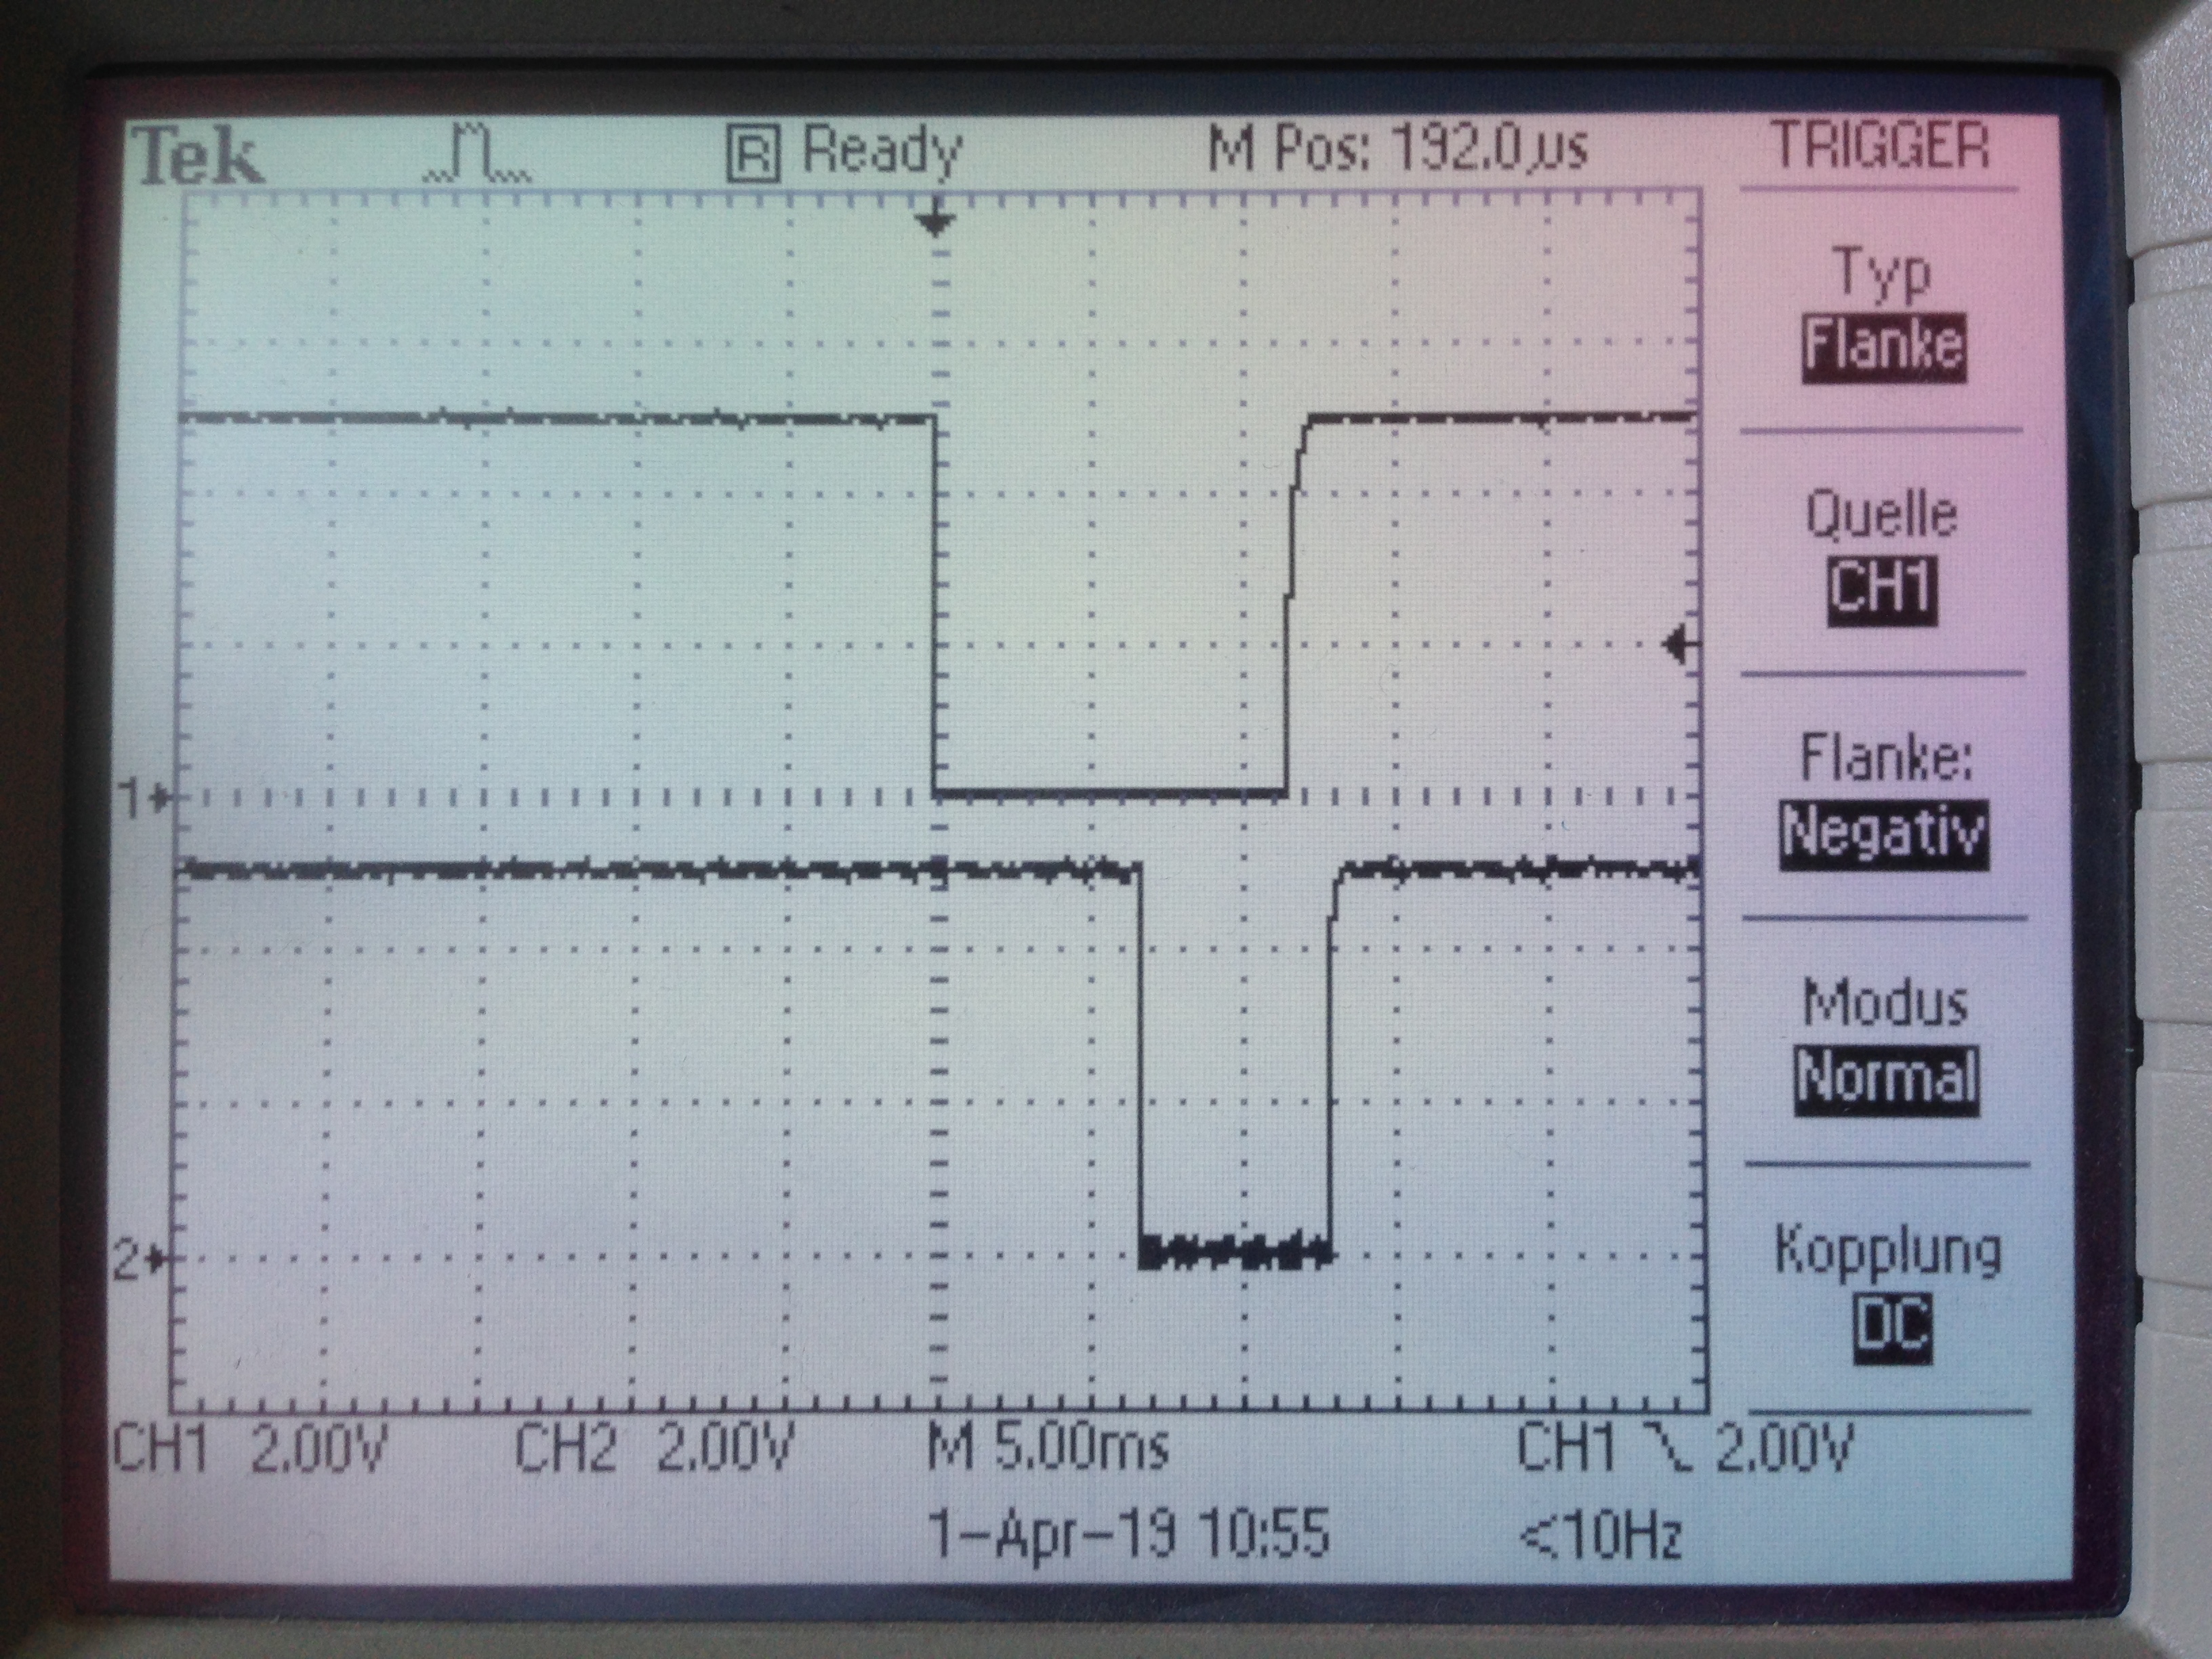 Tek R Ready M Pos: 192.0µs TRIGGER
Typ
Flanke
Quelle
CH1
Flanke:
Negativ
Modus
Normal
Kopplung
DC
1
2
CH1 2.00V CH2 2.00V M 5.00ms CH1 2.00V
1-Apr-19 10:55 <10Hz